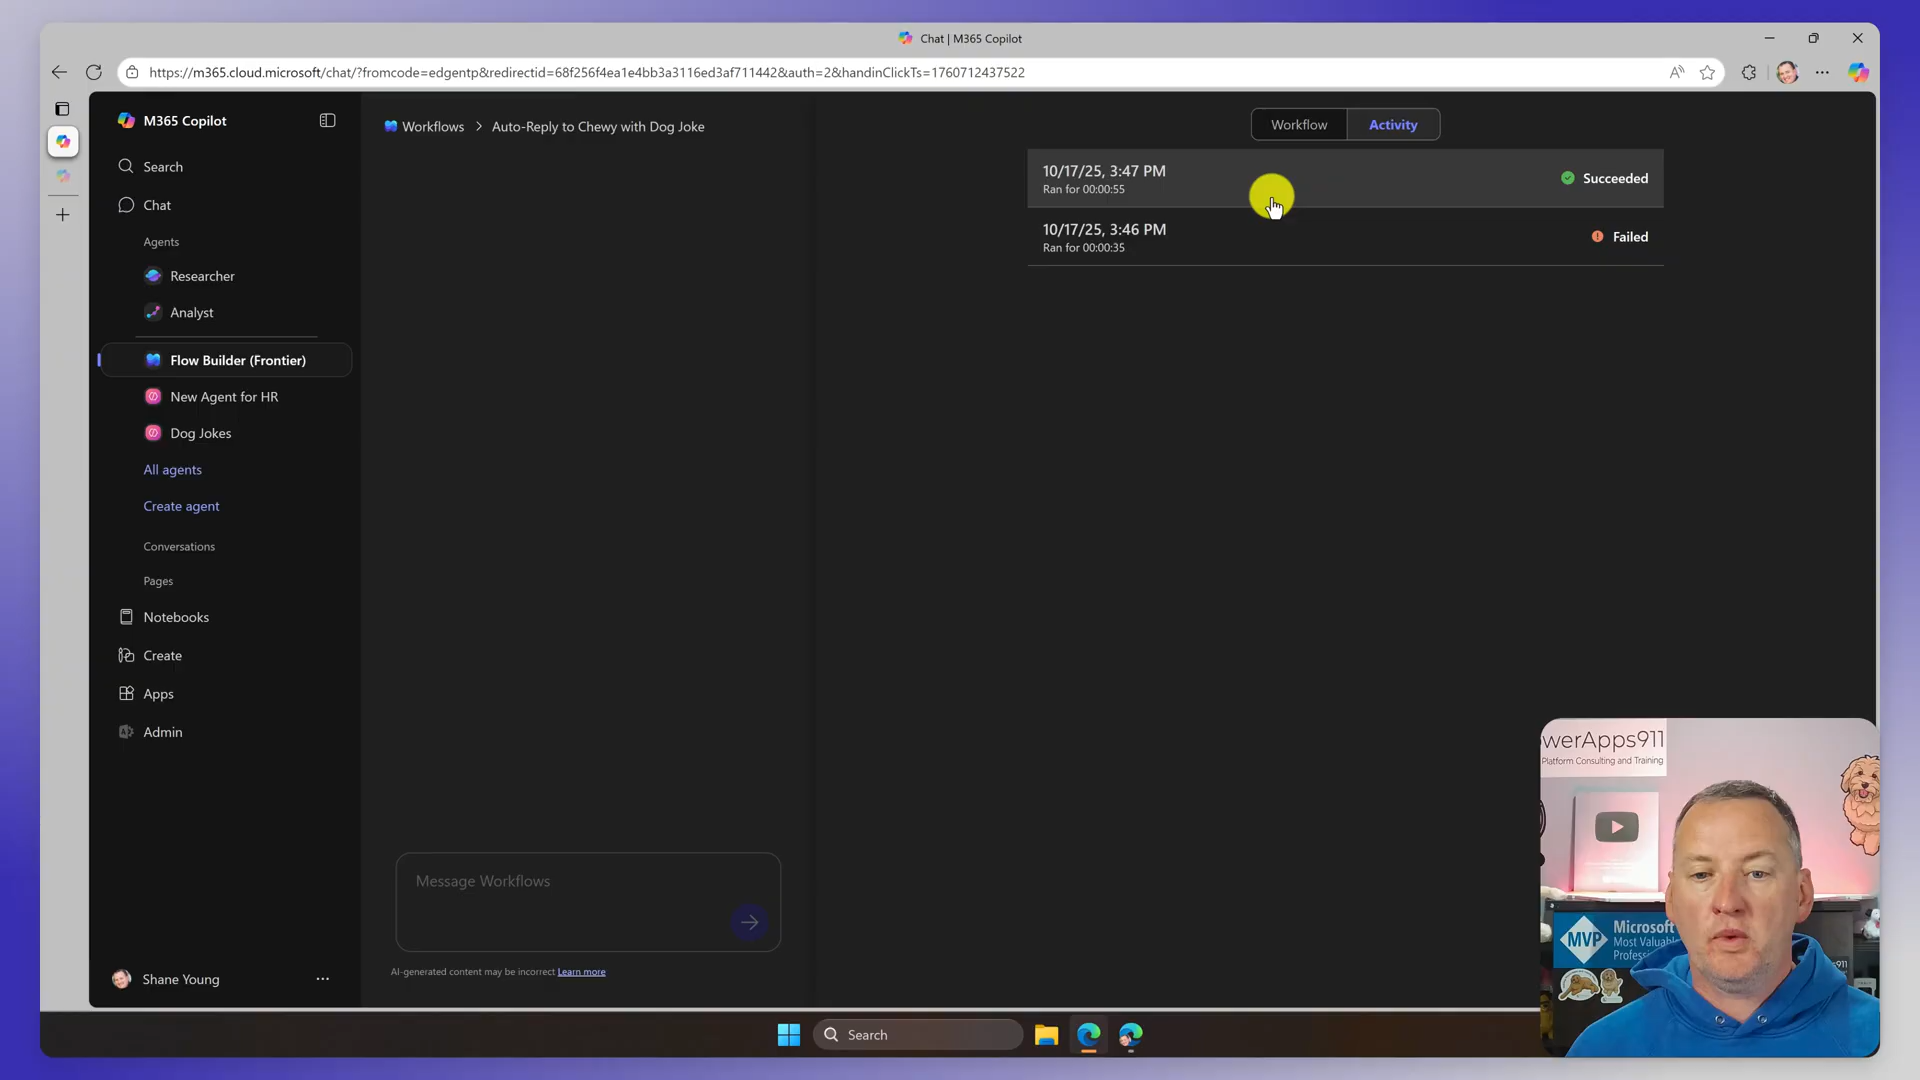 Chat | M365 Copilot
https://m365.cloud.microsoft/chat/?fromcode=edgentp&redirectid=68f256f4ea1e4bb3a3116ed3af711442&auth=2&handinClickTs=1760712437522
M365 Copilot
Search
Chat
Agents
Researcher
Analyst
Flow Builder (Frontier)
New Agent for HR
Dog Jokes
All agents
Create agent
Conversations
Pages
Notebooks
Create
Apps
Admin
Shane Young
Workflows > Auto-Reply to Chewy with Dog Joke
Message Workflows
AI-generated content may be incorrect Learn more
Workflow
Activity
10/17/25, 3:47 PM
Ran for 00:00:55
Succeeded
10/17/25, 3:46 PM
Ran for 00:00:35
Failed
werApps911
Platform Consulting and Training
MVP
Microsoft
Most Valuable
Profess
911
Search